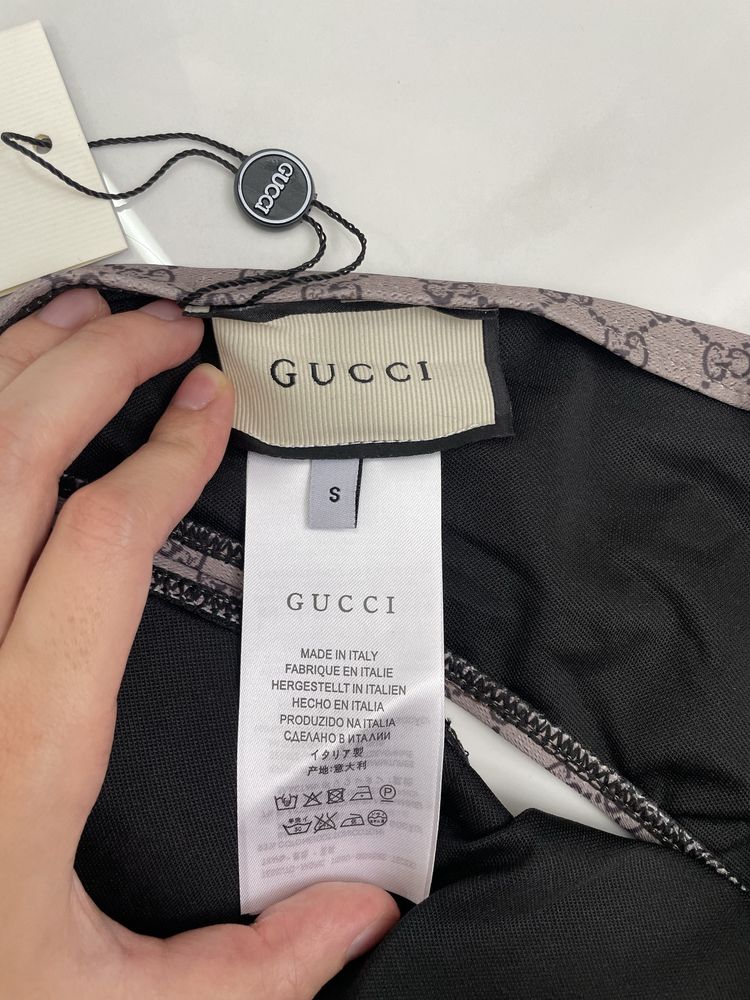 GUCCI
GUCCI
S
GUCCI
MADE IN ITALY
FABRIQUE EN ITALIE
HERGESTELLT IN ITALIEN
HECHO EN ITALIA
PRODUZIDO NA ITALIA
СДЕЛАНО В ИТАЛИИ
イタリア製
产地:意大利